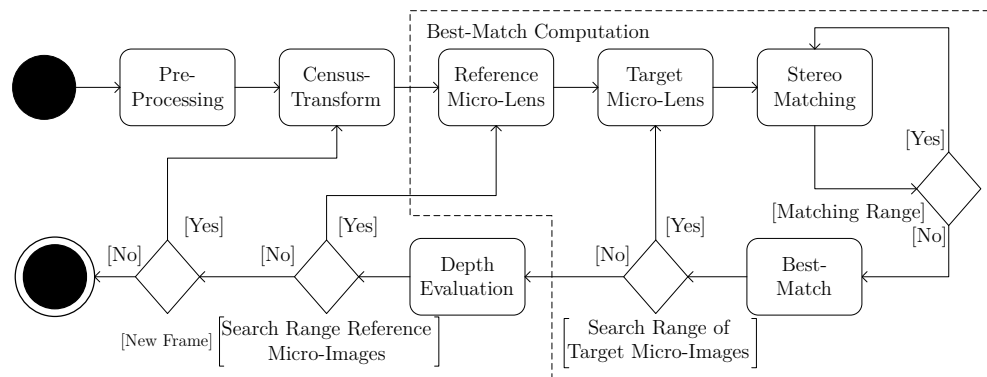 Best-Match Computation
Pre-
Processing
Census-
Transform
Reference
Micro-Lens
Target
Micro-Lens
Stereo
Matching
[Yes]
[Matching Range]
[No]
[No]
[Yes]
[New Frame]
[No]
[Yes]
[Search Range Reference
Micro-Images]
Depth
Evaluation
[No]
[Yes]
[Search Range of
Target Micro-Images]
Best-
Match